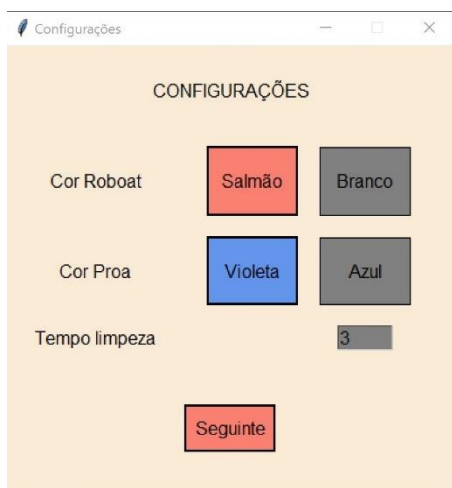 Configurações
CONFIGURAÇÕES
Cor Roboat Salmão Branco
Cor Proa Violeta Azul
Tempo limpeza 3
Seguinte